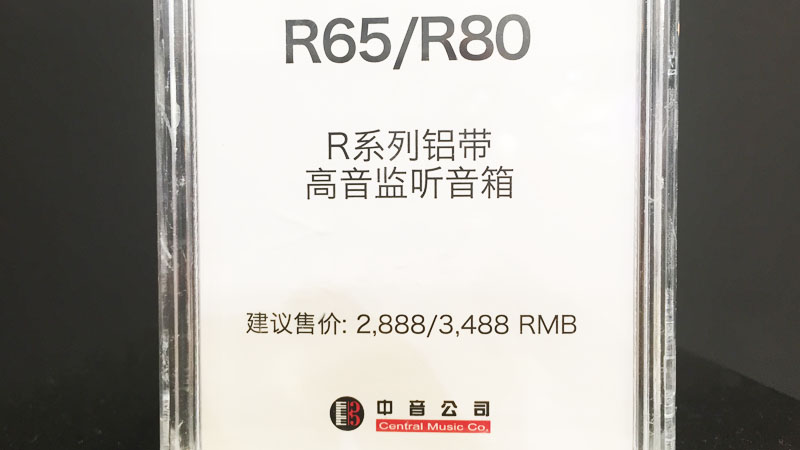 R65/R80
R系列铝带
高音监听音箱
建议售价: 2,888/3,488 RMB
中音公司
Central Music Co.